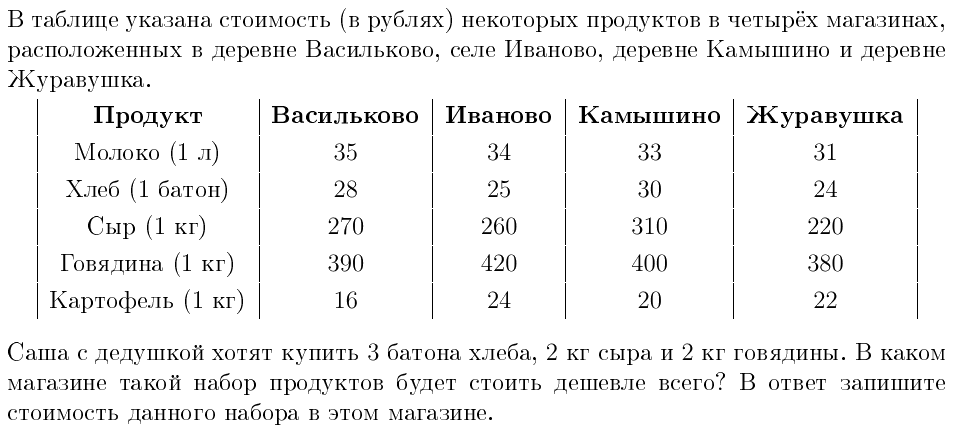 В таблице указана стоимость (в рублях) некоторых продуктов в четырёх магазинах,
расположенных в деревне Васильково, селе Иваново, деревне Камышино и деревне
Журавушка.
Продукт Васильково Иваново Камышино Журавушка
Молоко (1 л) 35 34 33 31
Хлеб (1 батон) 28 25 30 24
Сыр (1 кг) 270 260 310 220
Говядина (1 кг) 390 420 400 380
Картофель (1 кг) 16 24 20 22
Саша с дедушкой хотят купить 3 батона хлеба, 2 кг сыра и 2 кг говядины. В каком
магазине такой набор продуктов будет стоить дешевле всего? В ответ запишите
стоимость данного набора в этом магазине.